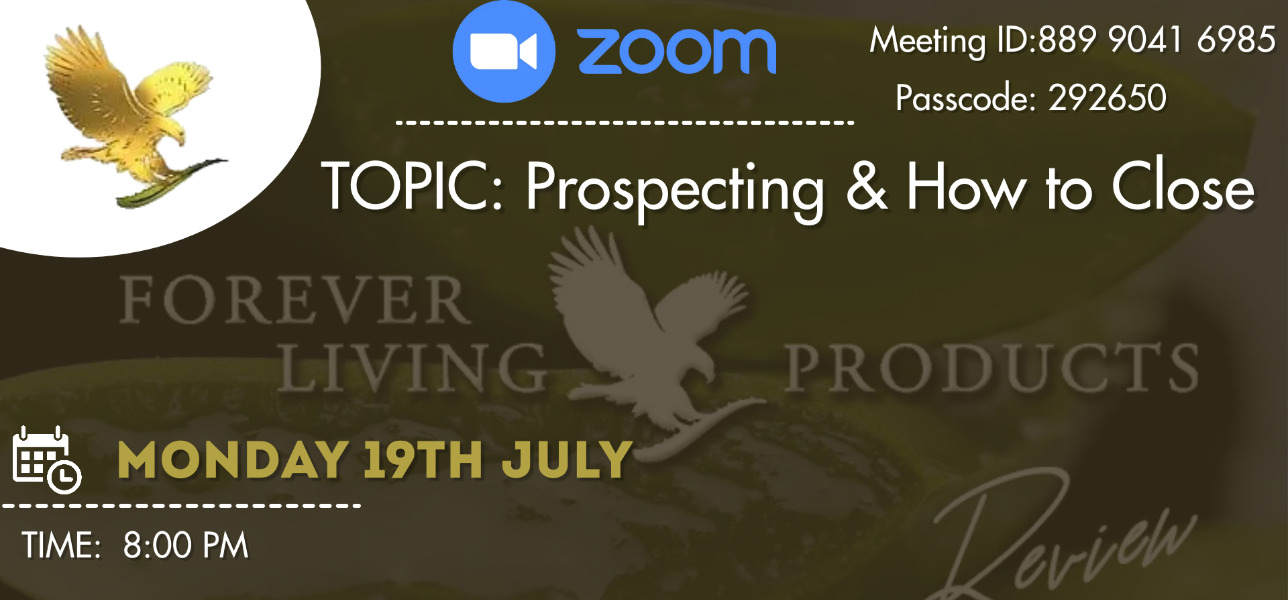 zoom
Meeting ID:889 9041 6985
Passcode: 292650
TOPIC: Prospecting & How to Close
FOREVER
LIVING PRODUCTS
MONDAY 19TH JULY
TIME: 8:00 PM
Review